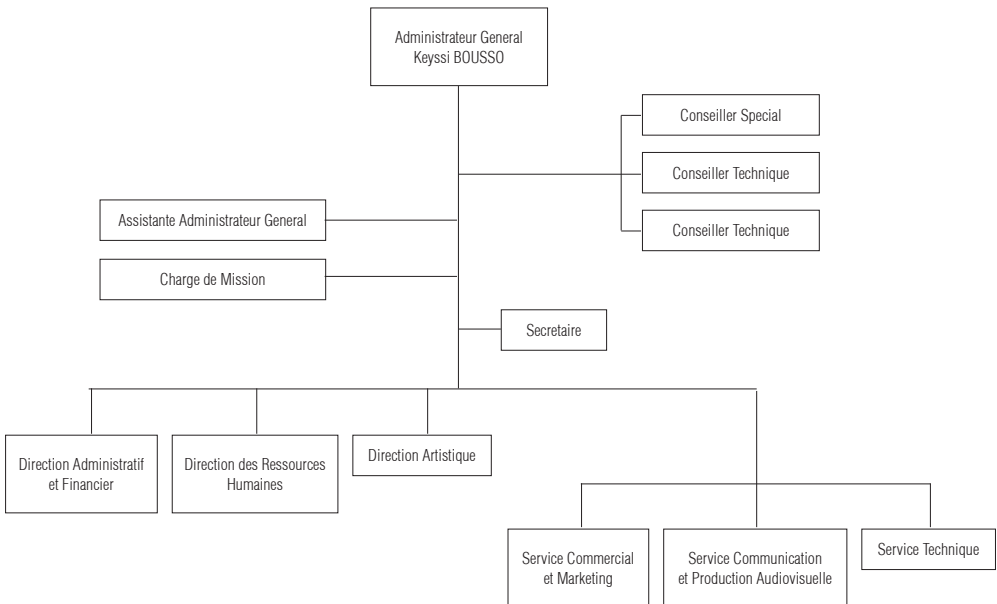 Administrateur General
Keyssi BOUSSO
Conseiller Special
Conseiller Technique
Conseiller Technique
Assistante Administrateur General
Charge de Mission
Secretaire
Direction Administratif
et Financier
Direction des Ressources
Humaines
Direction Artistique
Service Commercial
et Marketing
Service Communication
et Production Audiovisuelle
Service Technique